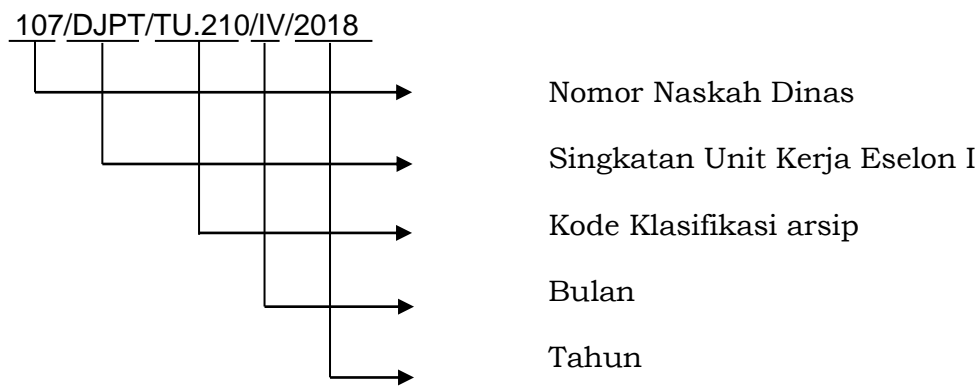 107/DJPT/TU.210/IV/2018
Nomor Naskah Dinas
Singkatan Unit Kerja Eselon I
Kode Klasifikasi arsip
Bulan
Tahun